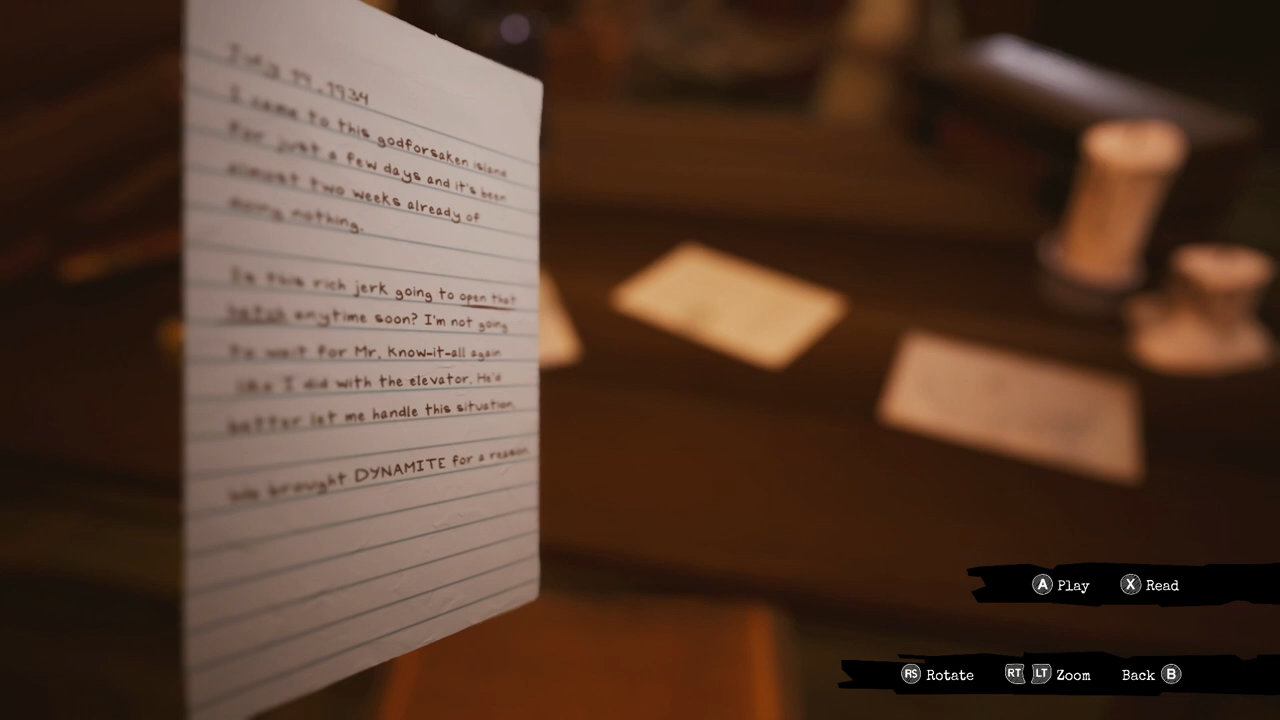 July 19, 1934
I came to this godforsaken island
for just a few days and it's been
almost two weeks already of
doing nothing.
Is this rich jerk going to open that
hatch anytime soon? I'm not going
to wait for Mr. Know-it-all again
like I did with the elevator. He'd
better let me handle this situation.
We brought DYNAMITE for a reason.
A Play X Read
RS Rotate RT LT Zoom Back B